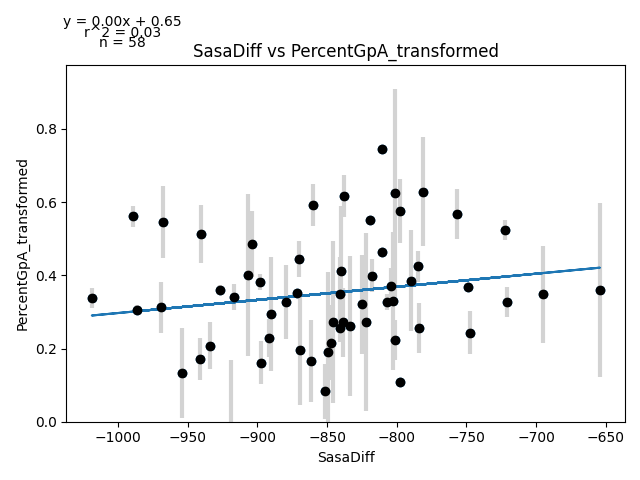 y = 0.00x + 0.65
r^2 = 0.03
n = 58
SasaDiff vs PercentGpA_transformed
PercentGpA_transformed
0.8
0.6
0.4
0.2
0.0
−1000
−950
−900
−850
−800
−750
−700
−650
SasaDiff